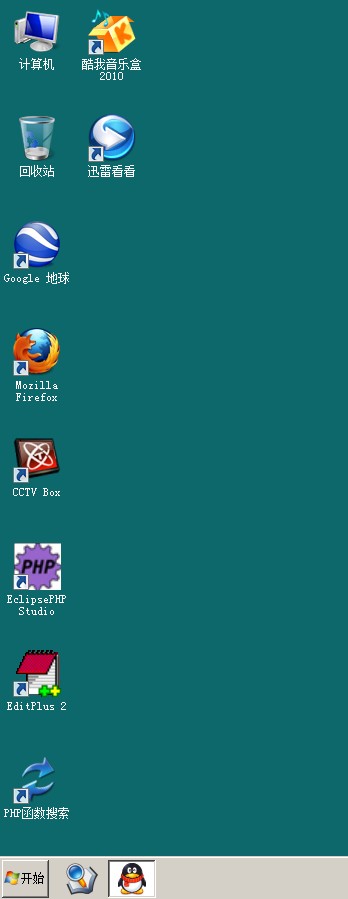 计算机
酷我音乐盒
2010
回收站
迅雷看看
Google 地球
Mozilla
Firefox
CCTV Box
PHP
EclipsePHP
Studio
EditPlus 2
PHP函数搜索
开始